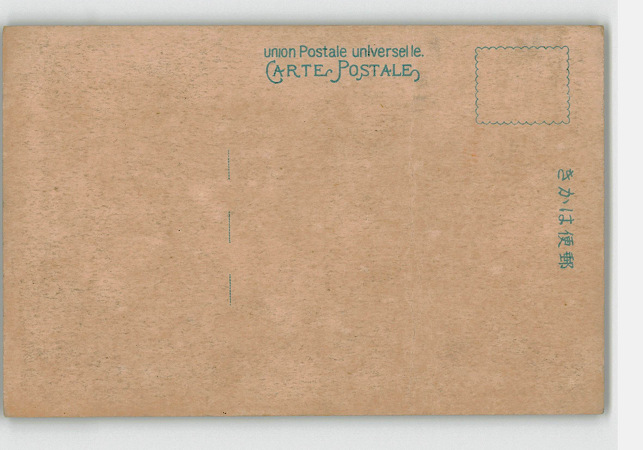 union Postale universelle.
CARTE POSTALE
きかは便郵